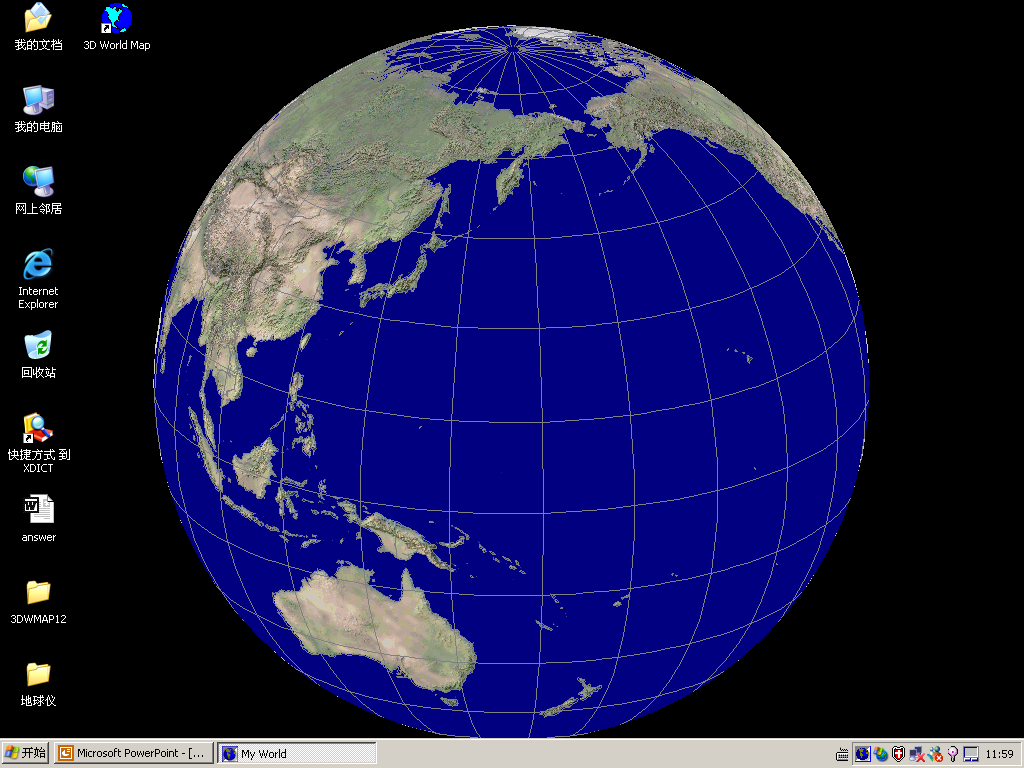 我的文档
3D World Map
我的电脑
网上邻居
Internet
Explorer
回收站
快捷方式 到
XDICT
answer
3DWMAP12
地球仪
开始
Microsoft PowerPoint - [...
My World
11:59